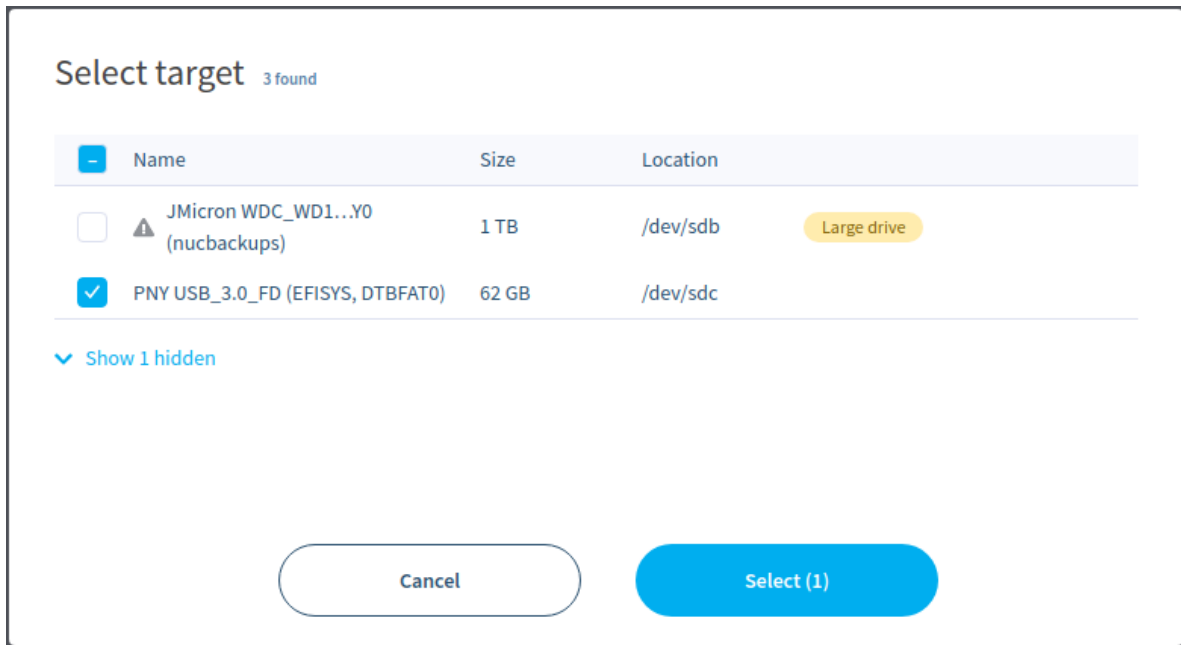 Select target 3 found
Name Size Location
JMicron WDC_WD1...Y0
(nucbackups) 1 TB /dev/sdb Large drive
PNY USB_3.0_FD (EFISYS, DTBFAT0) 62 GB /dev/sdc
Show 1 hidden
Cancel Select (1)